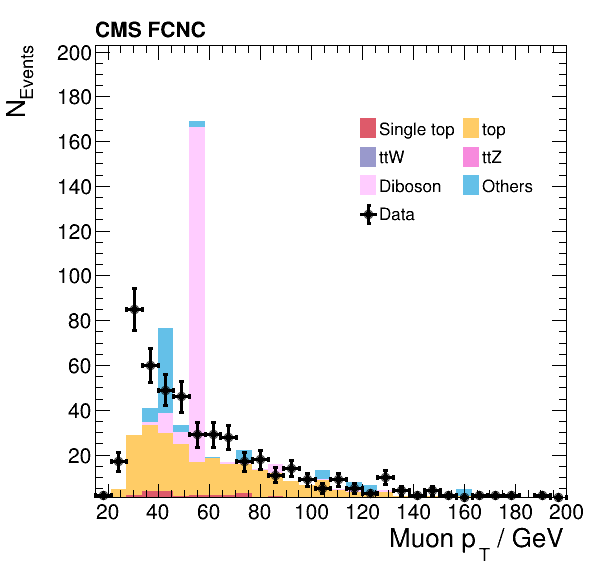 CMS FCNC
N_Events
200
180
160
140
120
100
80
60
40
20
Single top
top
ttW
ttZ
Diboson
Others
Data
20 40 60 80 100 120 140 160 180 200
Muon p_T / GeV